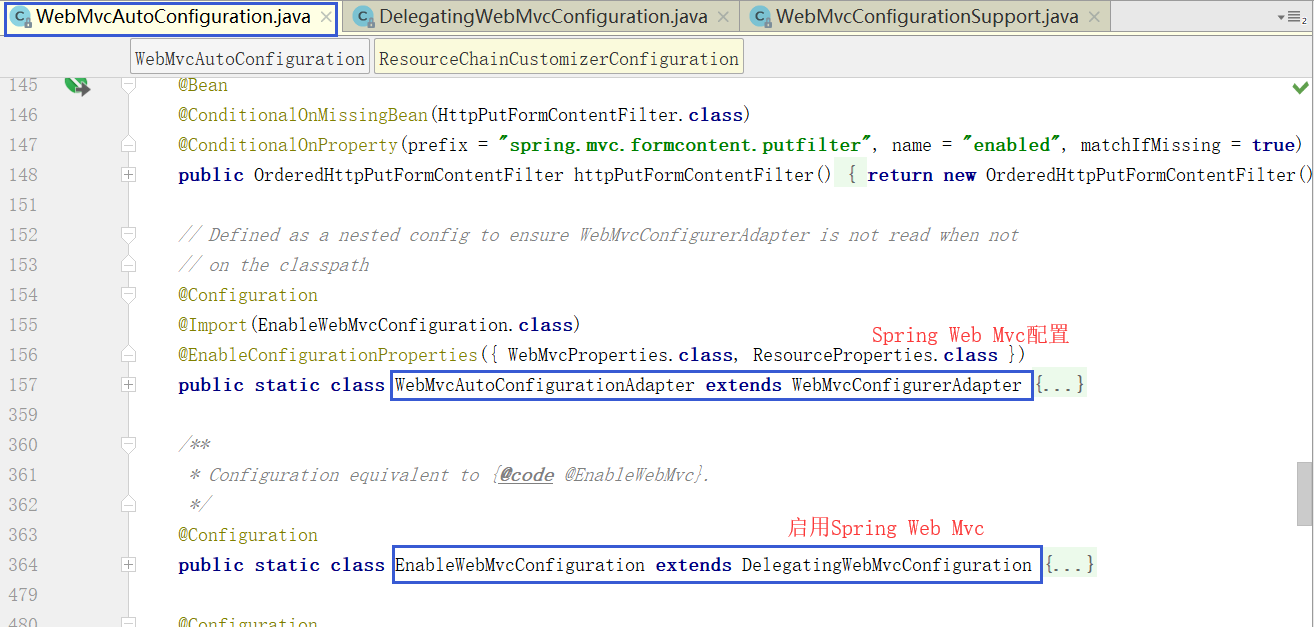 WebMvcAutoConfiguration.java × DelegatingWebMvcConfiguration.java × WebMvcConfigurationSupport.java × 2
WebMvcAutoConfiguration ResourceChainCustomizerConfiguration
145 @Bean
146 @ConditionalOnMissingBean(HttpPutFormContentFilter.class)
147 @ConditionalOnProperty(prefix = "spring.mvc.formcontent.putfilter", name = "enabled", matchIfMissing = true)
148 public OrderedHttpPutFormContentFilter httpPutFormContentFilter() { return new OrderedHttpPutFormContentFilter()
151
152 // Defined as a nested config to ensure WebMvcConfigurerAdapter is not read when not
153 // on the classpath
154 @Configuration
155 @Import(EnableWebMvcConfiguration.class)
Spring Web Mvc配置
156 @EnableConfigurationProperties({ WebMvcProperties.class, ResourceProperties.class })
157 public static class WebMvcAutoConfigurationAdapter extends WebMvcConfigurerAdapter {...}
359
360 /**
361 * Configuration equivalent to {@code @EnableWebMvc}.
362 */
启用Spring Web Mvc
363 @Configuration
364 public static class EnableWebMvcConfiguration extends DelegatingWebMvcConfiguration {...}
479
480 @Configuration